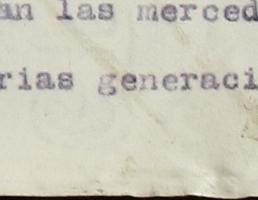 an las merced
rias generaci